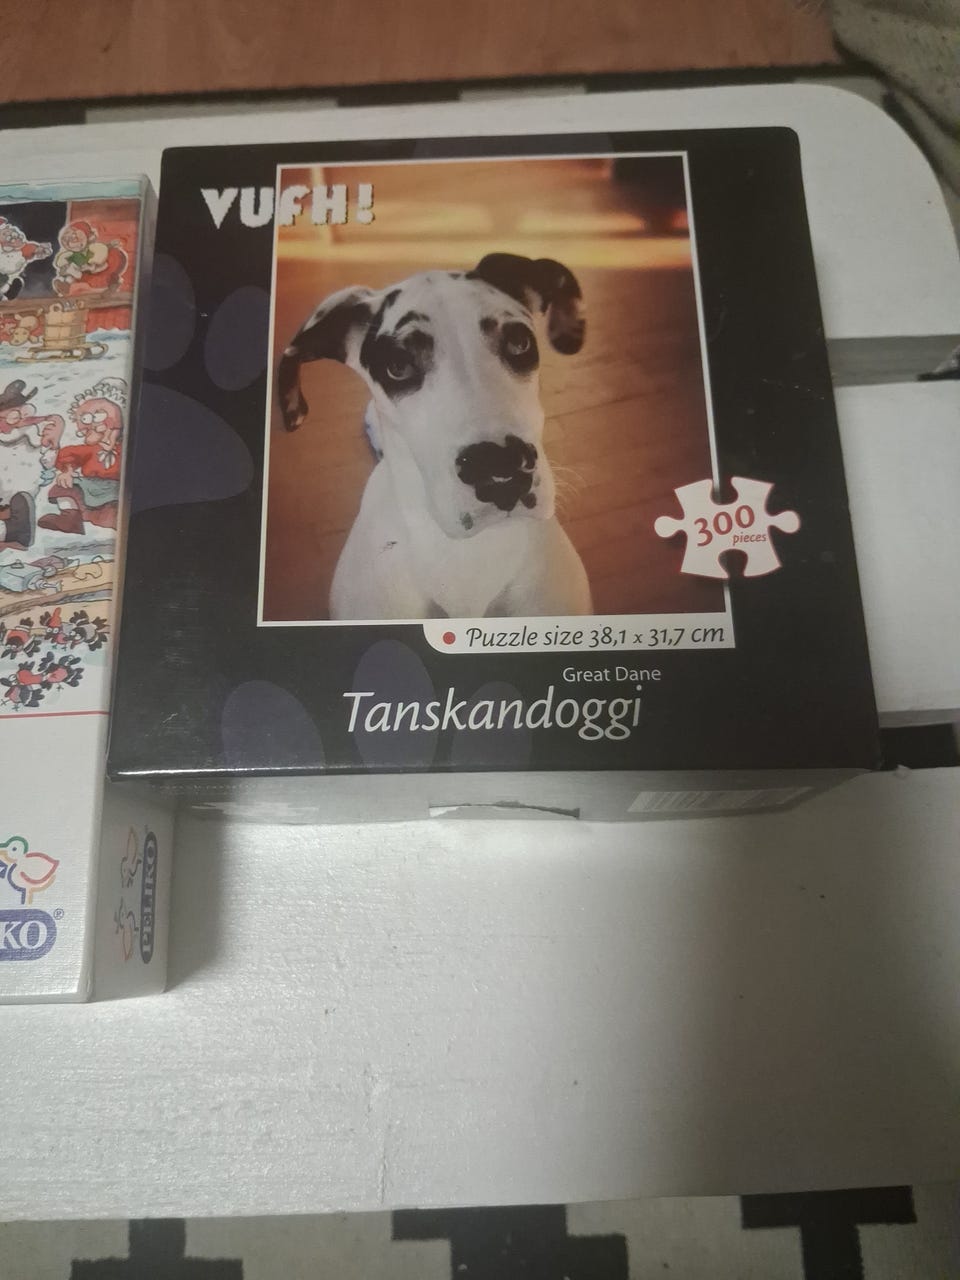 VUFH!
300
pieces
Puzzle size 38,1 x 31,7 cm
Great Dane
Tanskandoggi
KO
PELIKO